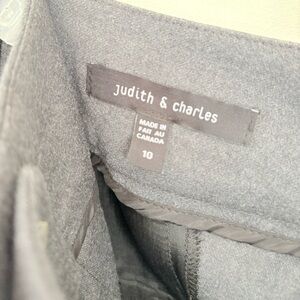 judith & charles
MADE IN
FAIT AU
CANADA
10